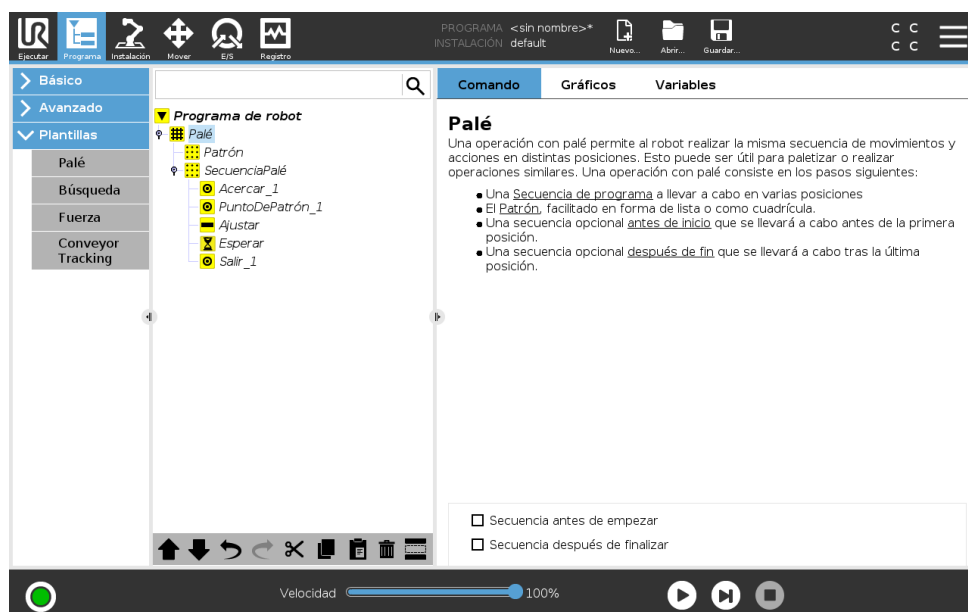 UR
Ejecutar
Programa
Instalación
Mover
E/S
Registro
PROGRAMA <sin nombre>*
INSTALACIÓN default
Nuevo...
Abrir...
Guardar...
C C
C C
Básico
Avanzado
Plantillas
Palé
Búsqueda
Fuerza
Conveyor
Tracking
Programa de robot
Palé
Patrón
SecuenciaPalé
Acercar_1
PuntoDePatrón_1
Ajustar
Esperar
Salir_1
Comando
Gráficos
Variables
Palé
Una operación con palé permite al robot realizar la misma secuencia de movimientos y
acciones en distintas posiciones. Esto puede ser útil para paletizar o realizar
operaciones similares. Una operación con palé consiste en los pasos siguientes:
Una Secuencia de programa a llevar a cabo en varias posiciones
El Patrón, facilitado en forma de lista o como cuadrícula.
Una secuencia opcional antes de inicio que se llevará a cabo antes de la primera
posición.
Una secuencia opcional después de fin que se llevará a cabo tras la última
posición.
Secuencia antes de empezar
Secuencia después de finalizar
Velocidad
100%